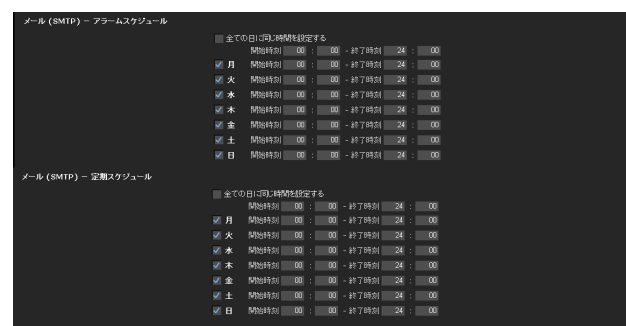 メール (SMTP) − アラームスケジュール
全ての日に同じ時間を設定する
開始時刻 00 : 00 - 終了時刻 24 : 00
月 開始時刻 00 : 00 - 終了時刻 24 : 00
火 開始時刻 00 : 00 - 終了時刻 24 : 00
水 開始時刻 00 : 00 - 終了時刻 24 : 00
木 開始時刻 00 : 00 - 終了時刻 24 : 00
金 開始時刻 00 : 00 - 終了時刻 24 : 00
土 開始時刻 00 : 00 - 終了時刻 24 : 00
日 開始時刻 00 : 00 - 終了時刻 24 : 00
メール (SMTP) − 定期スケジュール
全ての日に同じ時間を設定する
開始時刻 00 : 00 - 終了時刻 24 : 00
月 開始時刻 00 : 00 - 終了時刻 24 : 00
火 開始時刻 00 : 00 - 終了時刻 24 : 00
水 開始時刻 00 : 00 - 終了時刻 24 : 00
木 開始時刻 00 : 00 - 終了時刻 24 : 00
金 開始時刻 00 : 00 - 終了時刻 24 : 00
土 開始時刻 00 : 00 - 終了時刻 24 : 00
日 開始時刻 00 : 00 - 終了時刻 24 : 00